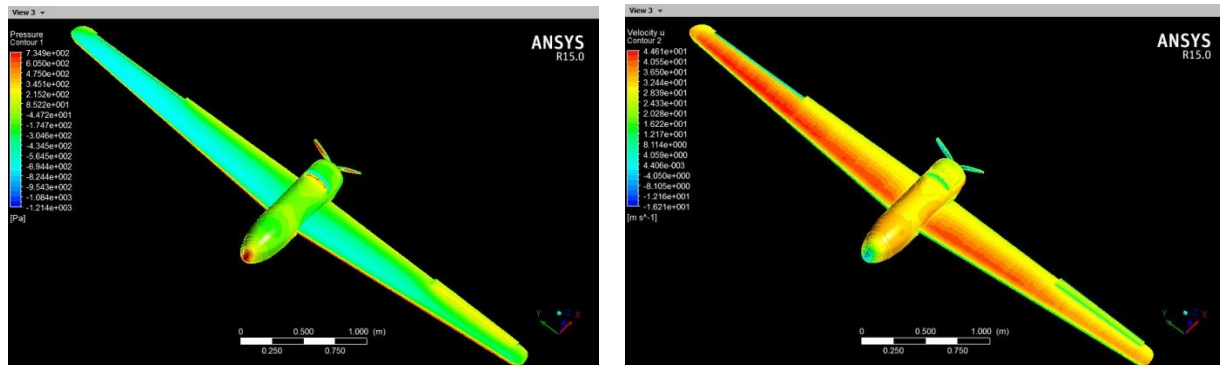 View 3
Pressure
Contour 1
7.349e+002
6.050e+002
4.750e+002
3.451e+002
2.152e+002
8.522e+001
-4.472e+001
-1.747e+002
-3.046e+002
-4.345e+002
-5.645e+002
-6.944e+002
-8.244e+002
-9.543e+002
-1.084e+003
-1.214e+003
[Pa]
ANSYS
R15.0
0 0.500 1.000 (m)
0.250 0.750
Y Z X
View 3
Velocity u
Contour 2
4.461e+001
4.055e+001
3.650e+001
3.244e+001
2.839e+001
2.433e+001
2.028e+001
1.622e+001
1.217e+001
8.114e+000
4.059e+000
4.406e-003
-4.050e+000
-8.105e+000
-1.216e+001
-1.621e+001
[m s^-1]
ANSYS
R15.0
0 0.500 1.000 (m)
0.250 0.750
Y Z X